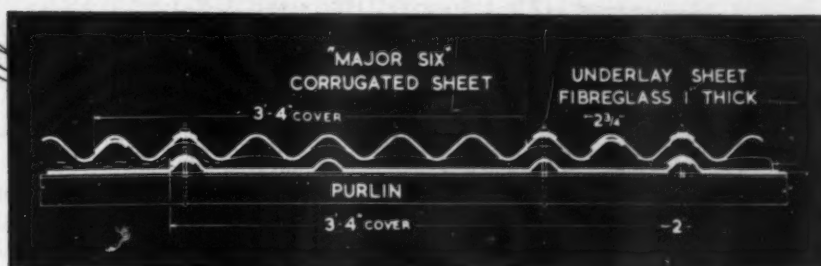 "MAJOR SIX"
CORRUGATED SHEET
UNDERLAY SHEET
FIBREGLASS 1" THICK
3'-4" COVER
2¾"
PURLIN
3'-4" COVER
2